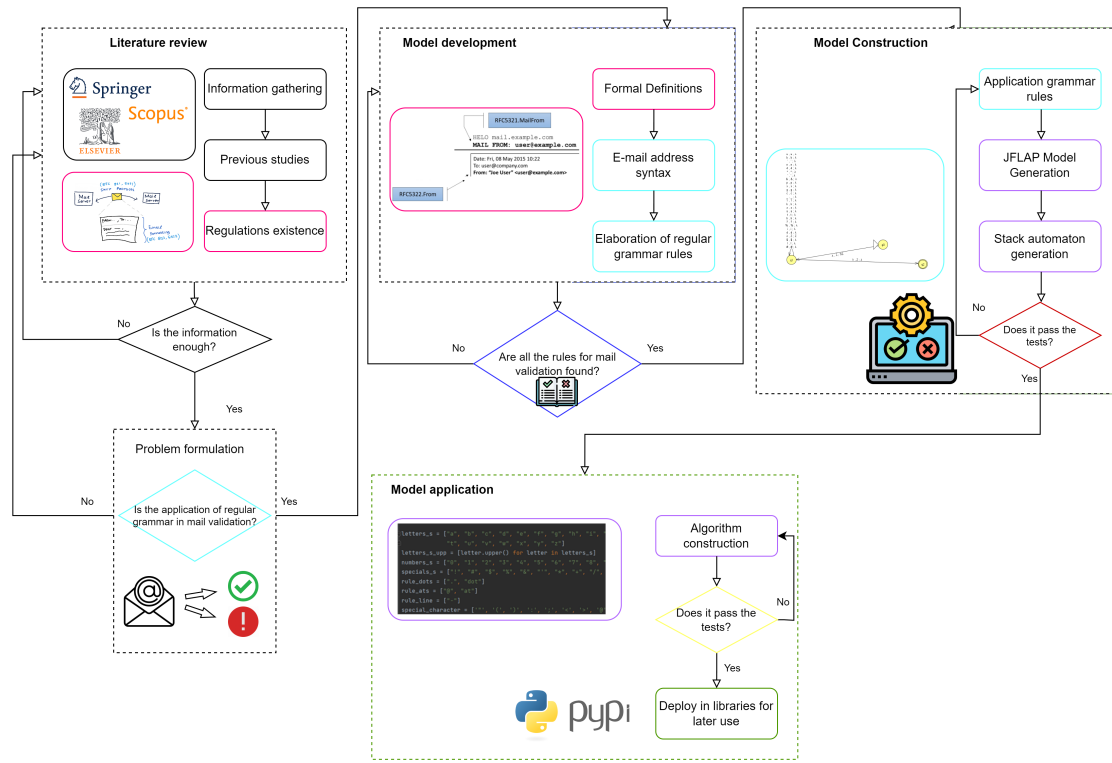 Literature review
Springer
Scopus
ELSEVIER
Information gathering
Previous studies
Regulations existence
Mail
Server
Mail
Server
No
Is the information
enough?
Yes
Problem formulation
Is the application of regular
grammar in mail validation?
No
Yes
Model development
RFC5321.MailFrom
HELO mail.example.com
MAIL FROM: user@example.com
Date: Fri, 08 May 2015 10:22
To: user@company.com
From: "Joe User" <user@example.com>
RFC5322.From
Formal Definitions
E-mail address
syntax
Elaboration of regular
grammar rules
No
Are all the rules for mail
validation found?
Yes
Model Construction
Application grammar
rules
JFLAP Model
Generation
Stack automaton
generation
No
Does it pass the
tests?
Yes
Model application
letters_s = ["a", "b", "c", "d", "e", "f", "g", "h", "i",
letters_s_upp = [letter.upper() for letter in letters_s]
numbers_s = ["0", "1", "2", "3", "4", "5", "6", "7", "8",
specials_s = ["!", "#", "$", "%", "&",
rule_dots = [".", "dot"]
rule_ats = ["@", "at"]
rule_line = ["-"]
special_character =
Algorithm
construction
Does it pass the
tests?
No
Yes
Deploy in libraries for
later use
pyPi